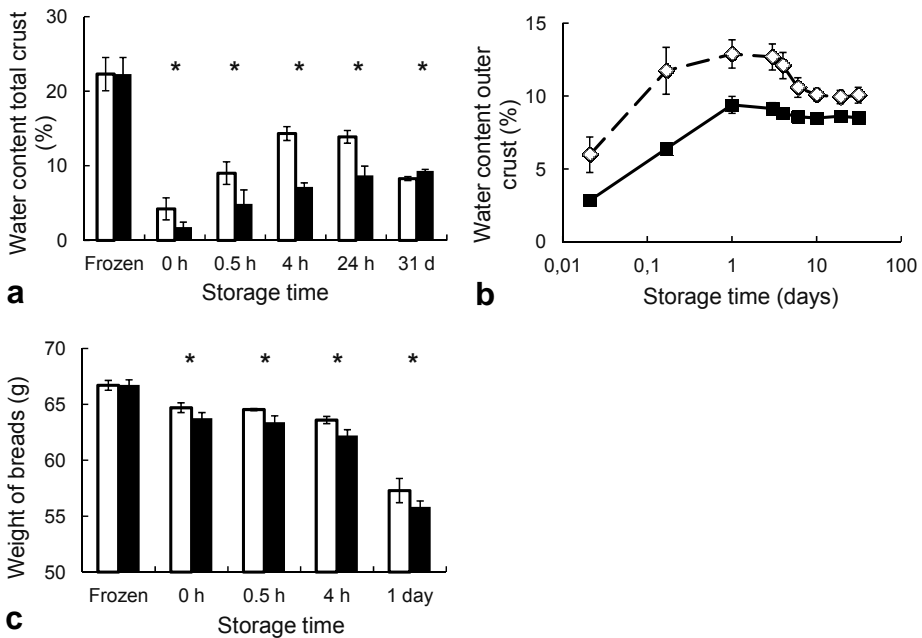 Water content total crust
(%)
30
20
10
0
* * * * *
Frozen 0 h 0.5 h 4 h 24 h 31 d
Storage time
a
Water content outer
crust (%)
15
10
5
0
0,01 0,1 1 10 100
Storage time (days)
b
Weight of breads (g)
70
65
60
55
50
* * * *
Frozen 0 h 0.5 h 4 h 1 day
Storage time
c